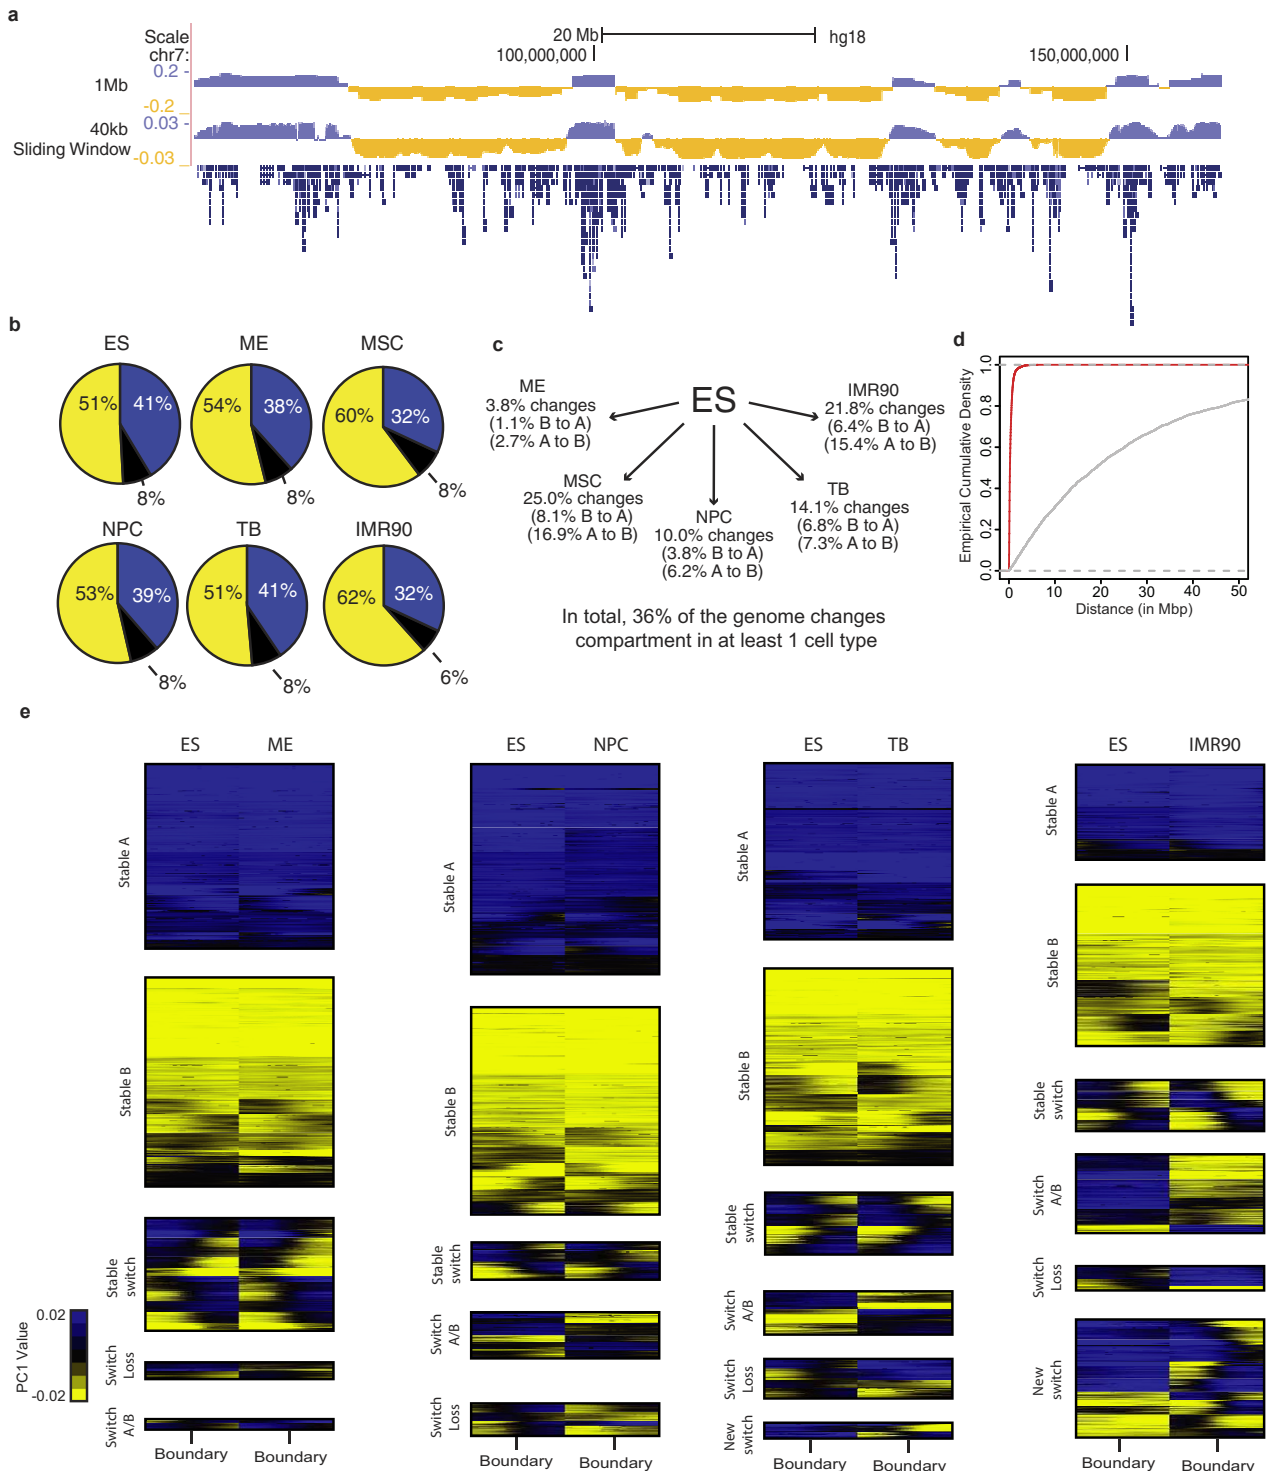 a
Scale
20 Mb
hg18
chr7:
100,000,000
150,000,000
1Mb
0.2 -
-0.2
40kb
Sliding Window
0.03 -
-0.03
b
ES
ME
MSC
51%
41%
8%
54%
38%
8%
60%
32%
8%
NPC
TB
IMR90
53%
39%
8%
51%
41%
8%
62%
32%
6%
c
ES
ME
3.8% changes
(1.1% B to A)
(2.7% A to B)
MSC
25.0% changes
(8.1% B to A)
(16.9% A to B)
NPC
10.0% changes
(3.8% B to A)
(6.2% A to B)
TB
14.1% changes
(6.8% B to A)
(7.3% A to B)
IMR90
21.8% changes
(6.4% B to A)
(15.4% A to B)
In total, 36% of the genome changes
compartment in at least 1 cell type
d
Empirical Cumulative Density
0.0
0.2
0.4
0.6
0.8
1.0
0
10
20
30
40
50
Distance (in Mbp)
e
ES
ME
Stable A
Stable B
Stable
switch
Switch
Loss
Switch
A/B
Boundary
Boundary
PC1 Value
0.02
-0.02
ES
NPC
Stable A
Stable B
Stable
switch
Switch
A/B
Switch
Loss
Boundary
Boundary
ES
TB
Stable A
Stable B
Stable
switch
Switch
A/B
Switch
Loss
New
switch
Boundary
Boundary
ES
IMR90
Stable A
Stable B
Stable
switch
Switch
A/B
Switch
Loss
New
switch
Boundary
Boundary